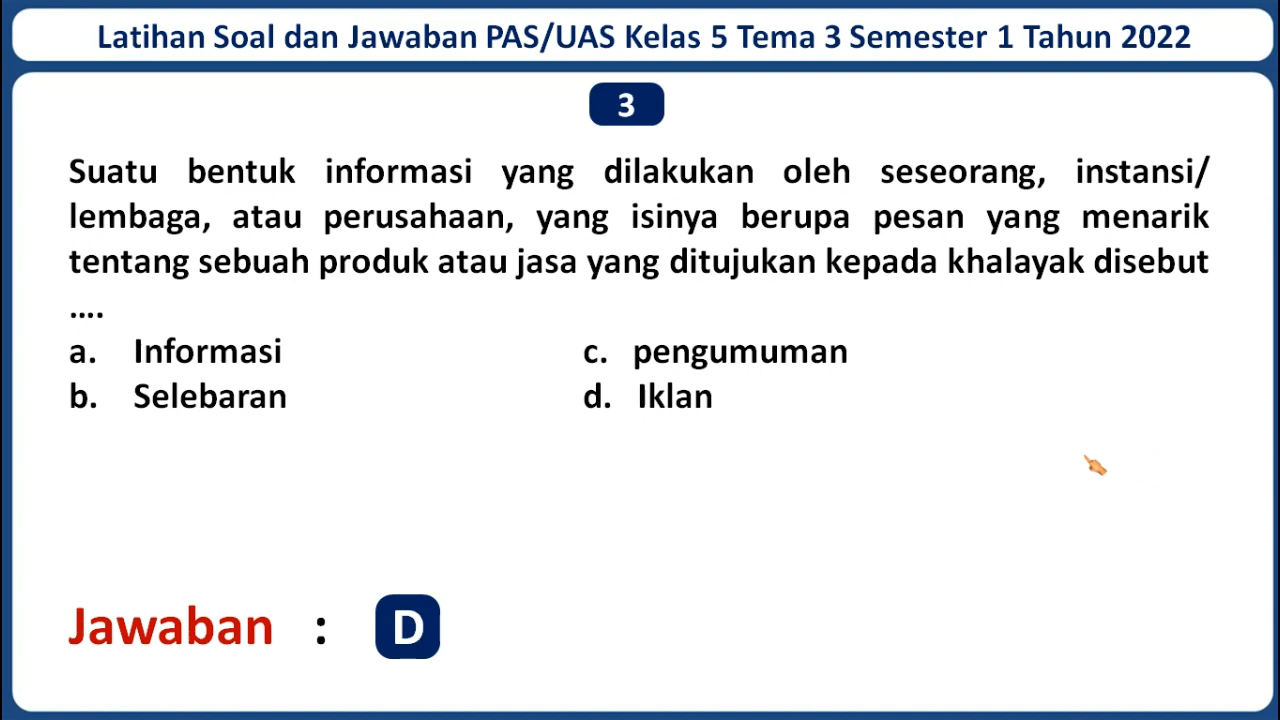 Latihan Soal dan Jawaban PAS/UAS Kelas 5 Tema 3 Semester 1 Tahun 2022
3
Suatu bentuk informasi yang dilakukan oleh seseorang, instansi/
lembaga, atau perusahaan, yang isinya berupa pesan yang menarik
tentang sebuah produk atau jasa yang ditujukan kepada khalayak disebut
....
a. Informasi c. pengumuman
b. Selebaran d. Iklan
Jawaban : D